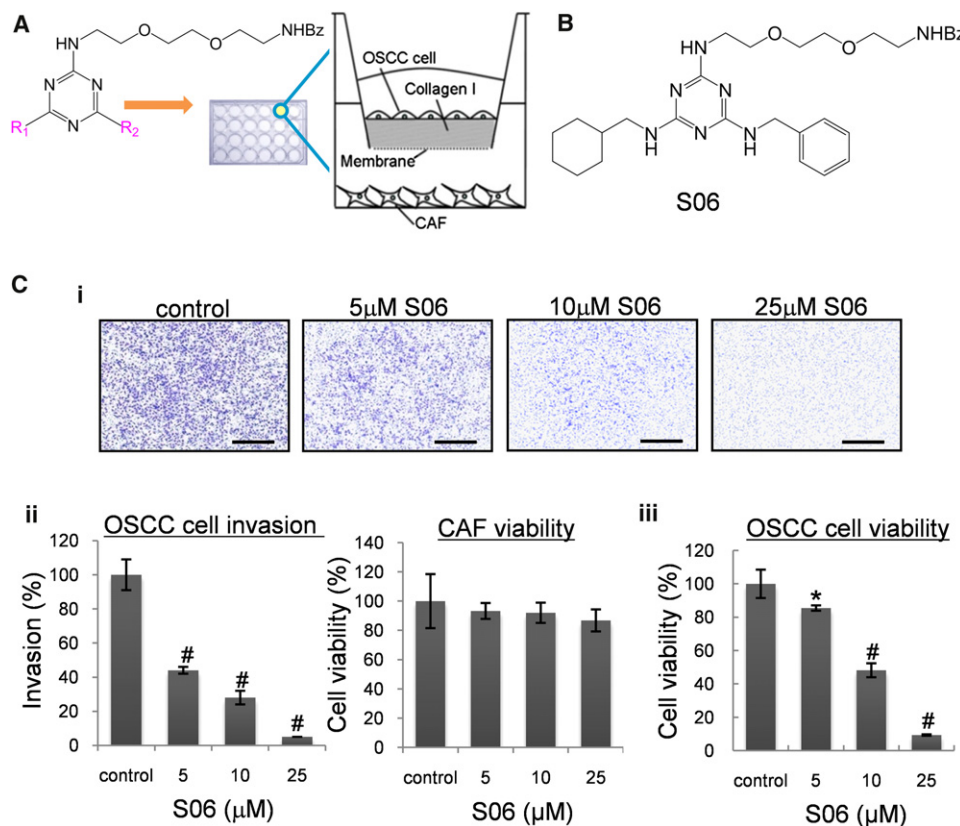 A
HN
O
O
NHBz
N
N
N
R1
R2
OSCC cell
Collagen I
Membrane
CAF
B
HN
O
O
NHBz
N
N
N
N
H
N
H
S06
C
i
control
5μM S06
10μM S06
25μM S06
ii
OSCC cell invasion
Invasion (%)
120
100
80
60
40
20
0
#
#
#
control
5
10
25
S06 (μM)
CAF viability
Cell viability (%)
140
120
100
80
60
40
20
0
control
5
10
25
S06 (μM)
iii
OSCC cell viability
Cell viability (%)
120
100
80
60
40
20
0
*
#
#
control
5
10
25
S06 (μM)